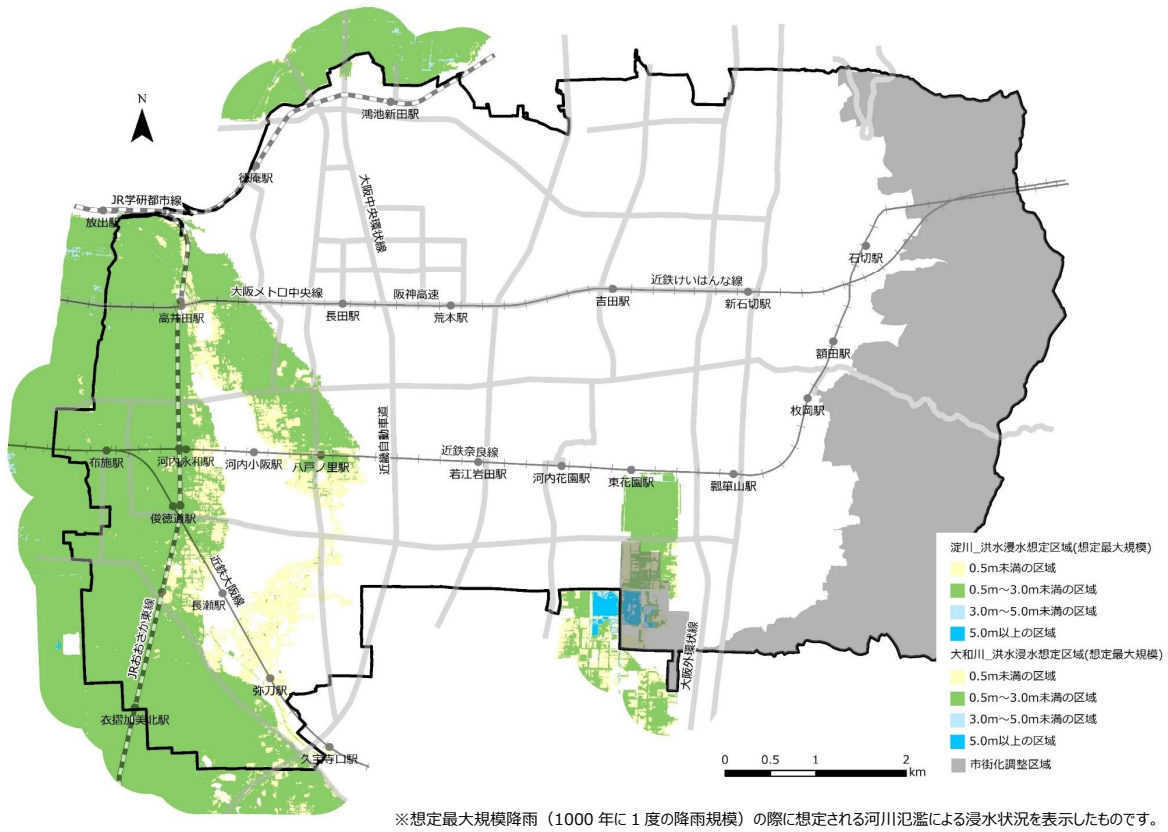 N
鴻池新田駅
徳庵駅
JR学研都市線
放出駅
大阪中央環状線
石切駅
大阪メトロ中央線
阪神高速
近鉄けいはんな線
高井田駅
長田駅
荒本駅
吉田駅
新石切駅
額田駅
枚岡駅
近畿自動車道
近鉄奈良線
布施駅
河内永和駅
河内小阪駅
八戸ノ里駅
若江岩田駅
河内花園駅
東花園駅
瓢箪山駅
俊徳道駅
近鉄大阪線
長瀬駅
JRおおさか東線
大阪外環状線
弥刀駅
衣摺加美北駅
久宝寺口駅
淀川_洪水浸水想定区域(想定最大規模)
0.5m未満の区域
0.5m～3.0m未満の区域
3.0m～5.0m未満の区域
5.0m以上の区域
大和川_洪水浸水想定区域(想定最大規模)
0.5m未満の区域
0.5m～3.0m未満の区域
3.0m～5.0m未満の区域
5.0m以上の区域
市街化調整区域
0 0.5 1 2
km
※想定最大規模降雨（1000 年に 1 度の降雨規模）の際に想定される河川氾濫による浸水状況を表示したものです。